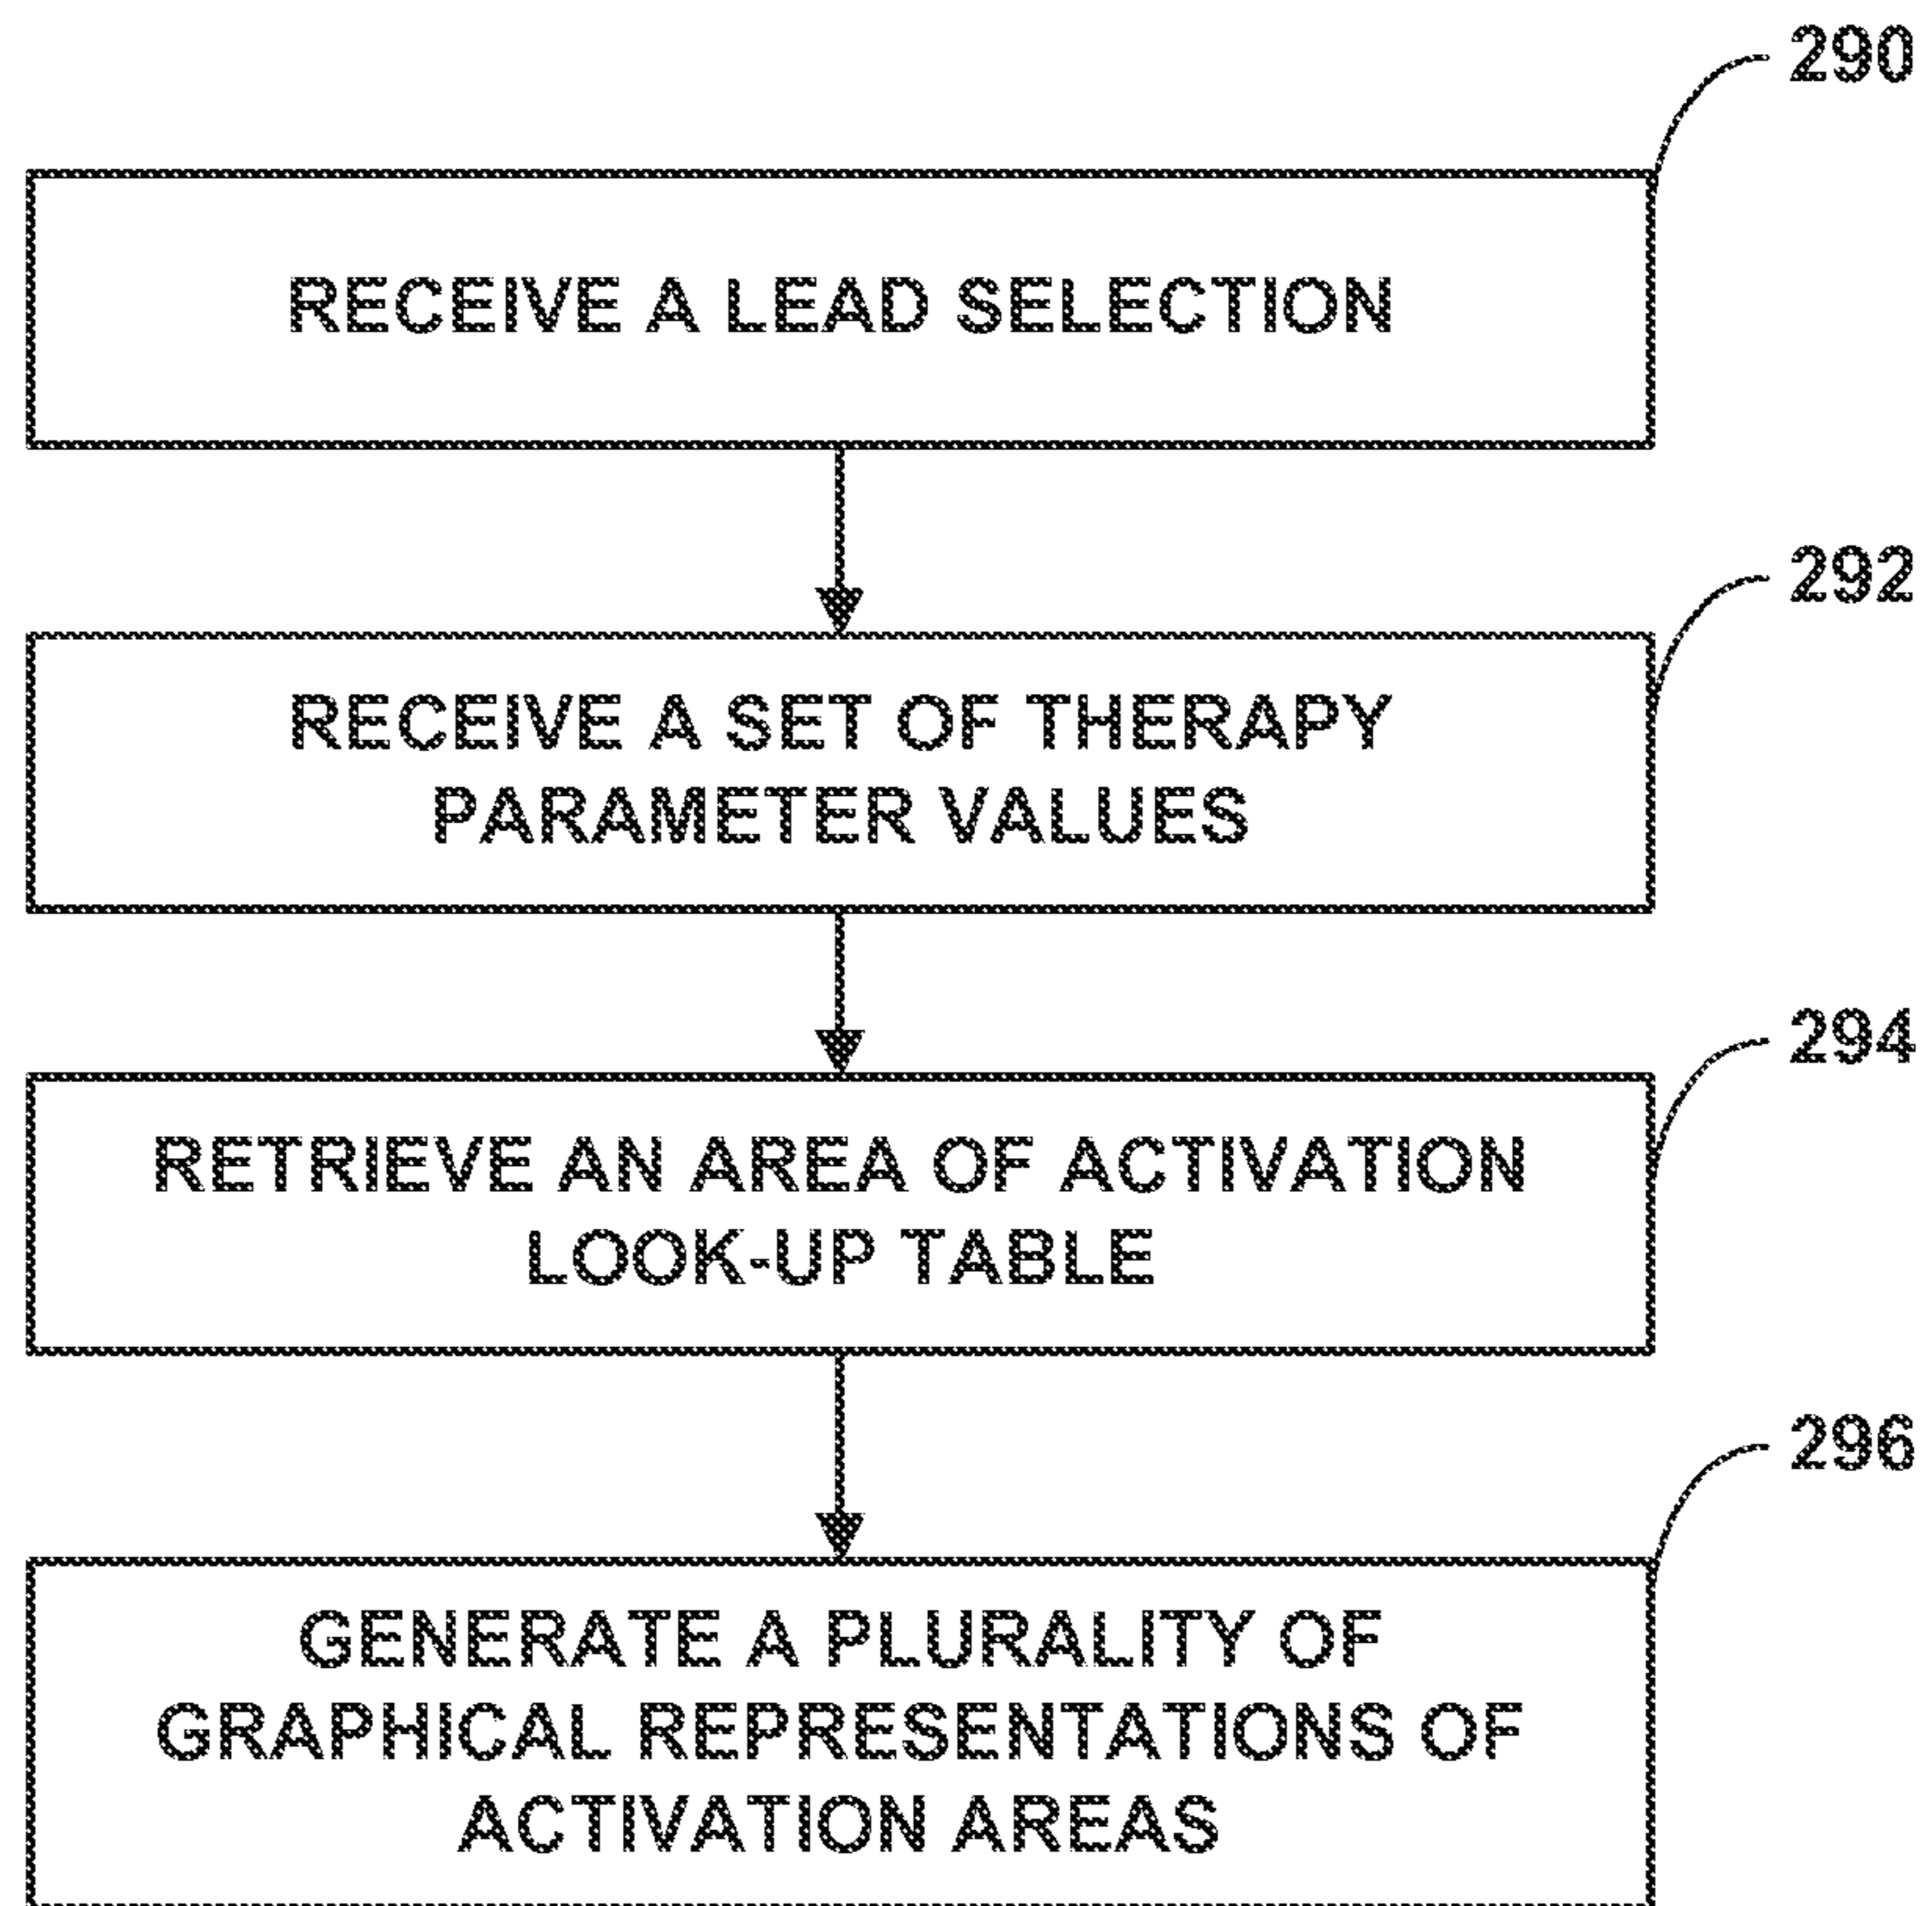 290
RECEIVE A LEAD SELECTION
292
RECEIVE A SET OF THERAPY
PARAMETER VALUES
294
RETRIEVE AN AREA OF ACTIVATION
LOOK-UP TABLE
296
GENERATE A PLURALITY OF
GRAPHICAL REPRESENTATIONS OF
ACTIVATION AREAS